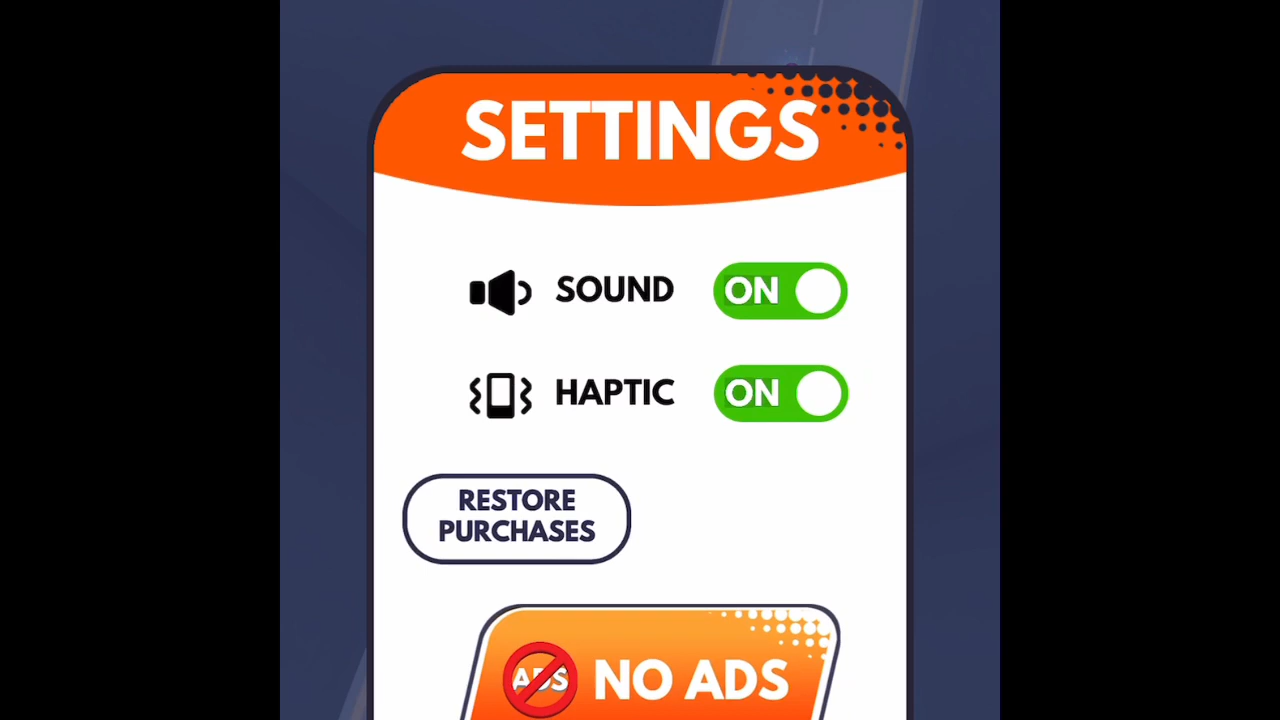 SETTINGS
SOUND ON
HAPTIC ON
RESTORE
PURCHASES
ADS NO ADS